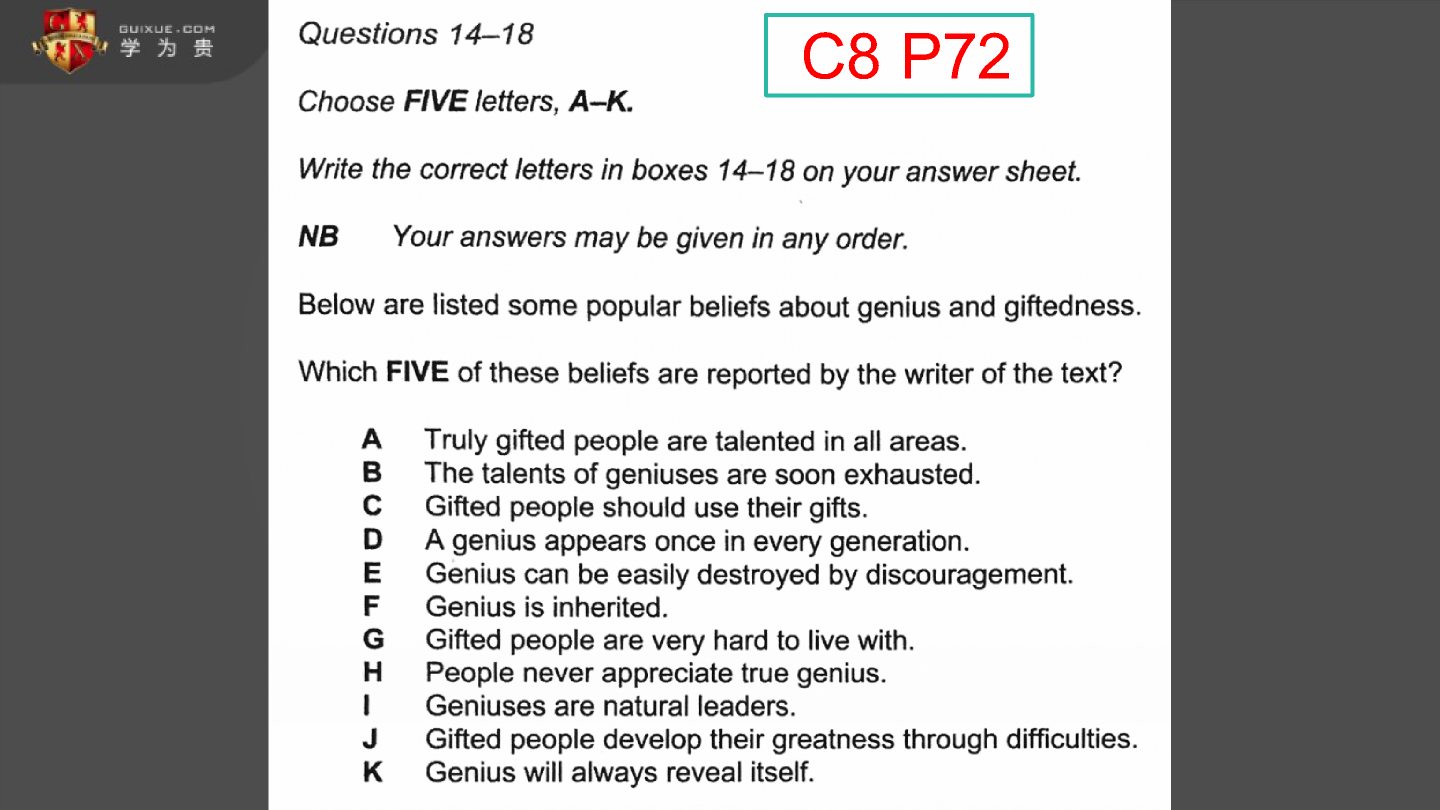 GUIXUE.COM
学为贵
C8 P72
Questions 14–18
Choose FIVE letters, A–K.
Write the correct letters in boxes 14–18 on your answer sheet.
NB Your answers may be given in any order.
Below are listed some popular beliefs about genius and giftedness.
Which FIVE of these beliefs are reported by the writer of the text?
A Truly gifted people are talented in all areas.
B The talents of geniuses are soon exhausted.
C Gifted people should use their gifts.
D A genius appears once in every generation.
E Genius can be easily destroyed by discouragement.
F Genius is inherited.
G Gifted people are very hard to live with.
H People never appreciate true genius.
I Geniuses are natural leaders.
J Gifted people develop their greatness through difficulties.
K Genius will always reveal itself.